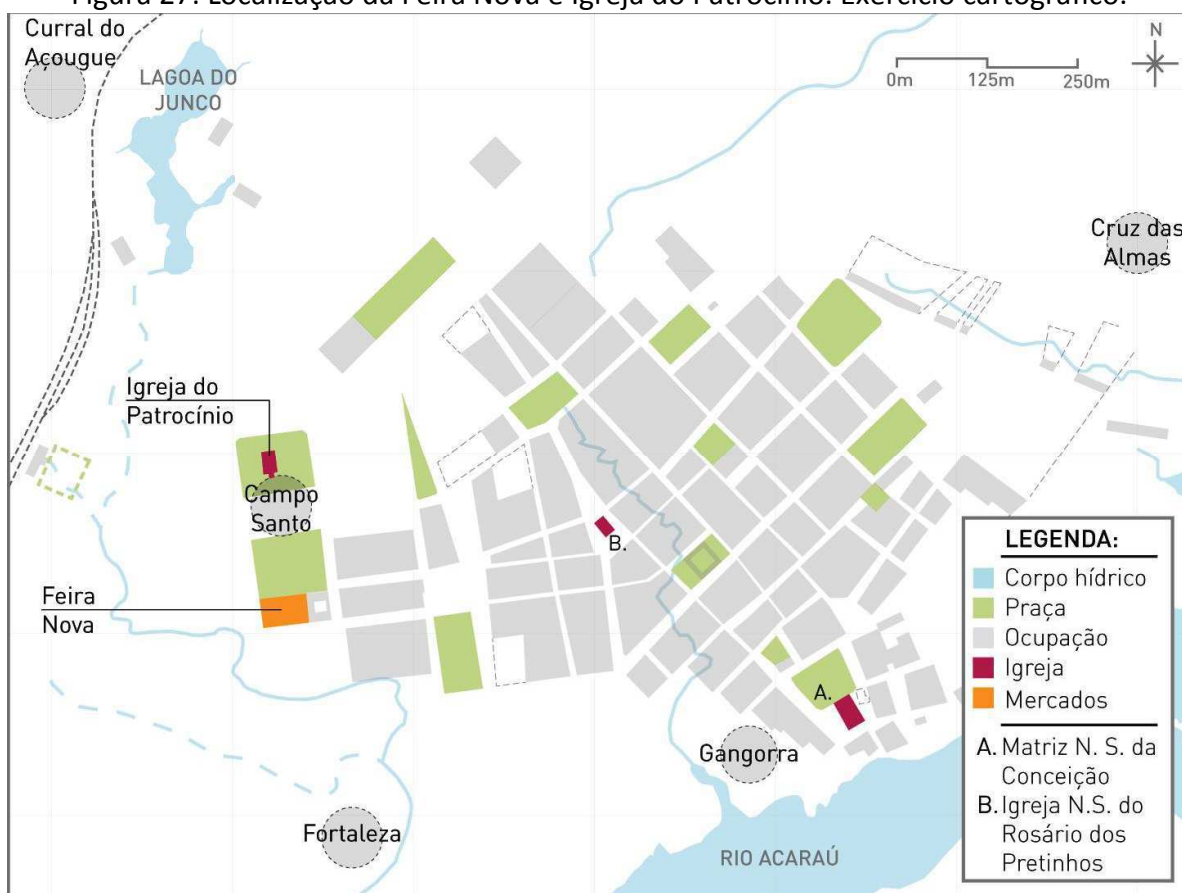 Figura 27: Localização da Feira Nova e Igreja do Patrocínio. Exercício cartográfico.
Curral do
Açougue
LAGOA DO
JUNCO
N
0m 125m 250m
Cruz das
Almas
Igreja do
Patrocínio
Campo
Santo
B.
Feira
Nova
A.
Gangorra
Fortaleza
RIO ACARAÚ
LEGENDA:
Corpo hídrico
Praça
Ocupação
Igreja
Mercados
A. Matriz N. S. da
Conceição
B. Igreja N.S. do
Rosário dos
Pretinhos